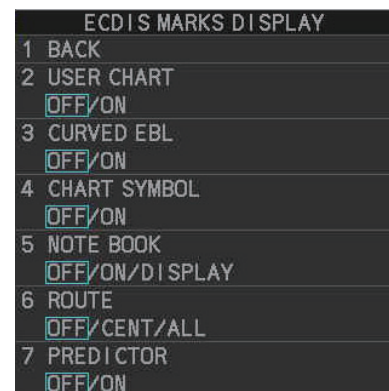 ECDIS MARKS DISPLAY
1 BACK
2 USER CHART
OFF/ON
3 CURVED EBL
OFF/ON
4 CHART SYMBOL
OFF/ON
5 NOTE BOOK
OFF/ON/DISPLAY
6 ROUTE
OFF/CENT/ALL
7 PREDICTOR
OFF/ON